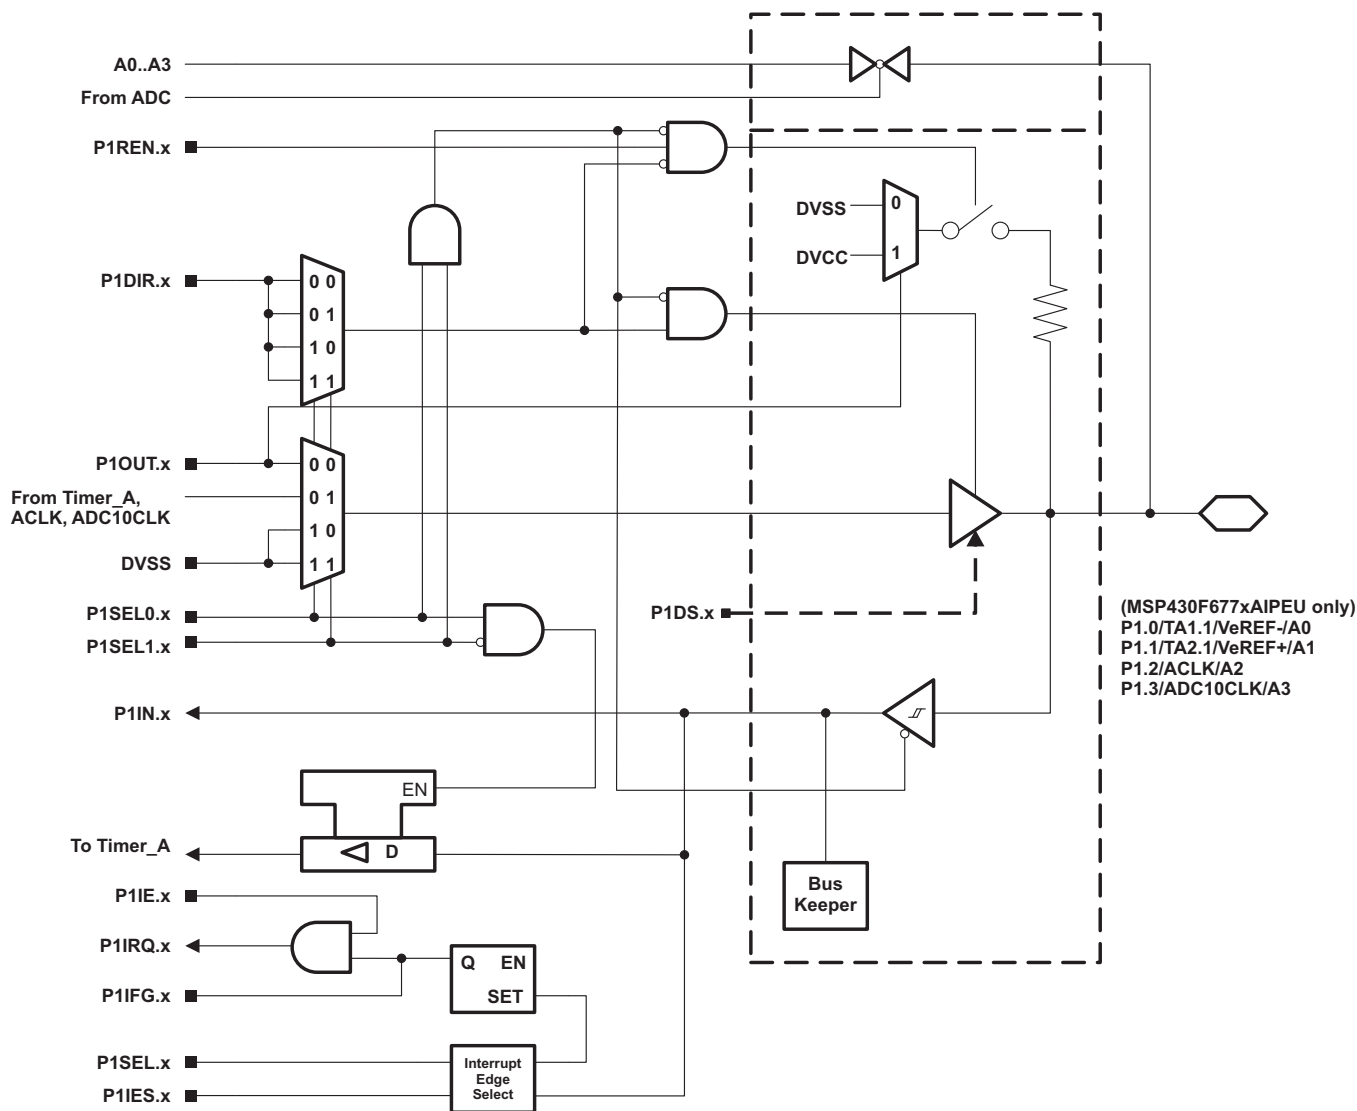 A0..A3
From ADC
P1REN.x
DVSS
0
DVCC
1
P1DIR.x
0 0
0 1
1 0
1 1
P1OUT.x
0 0
From Timer_A,
ACLK, ADC10CLK
0 1
1 0
DVSS
1 1
P1SEL0.x
P1DS.x
P1SEL1.x
(MSP430F677xAIPEU only)
P1.0/TA1.1/VeREF-/A0
P1.1/TA2.1/VeREF+/A1
P1.2/ACLK/A2
P1.3/ADC10CLK/A3
P1IN.x
EN
To Timer_A
D
Bus
Keeper
P1IE.x
P1IRQ.x
Q EN
SET
P1IFG.x
P1SEL.x
P1IES.x
Interrupt
Edge
Select